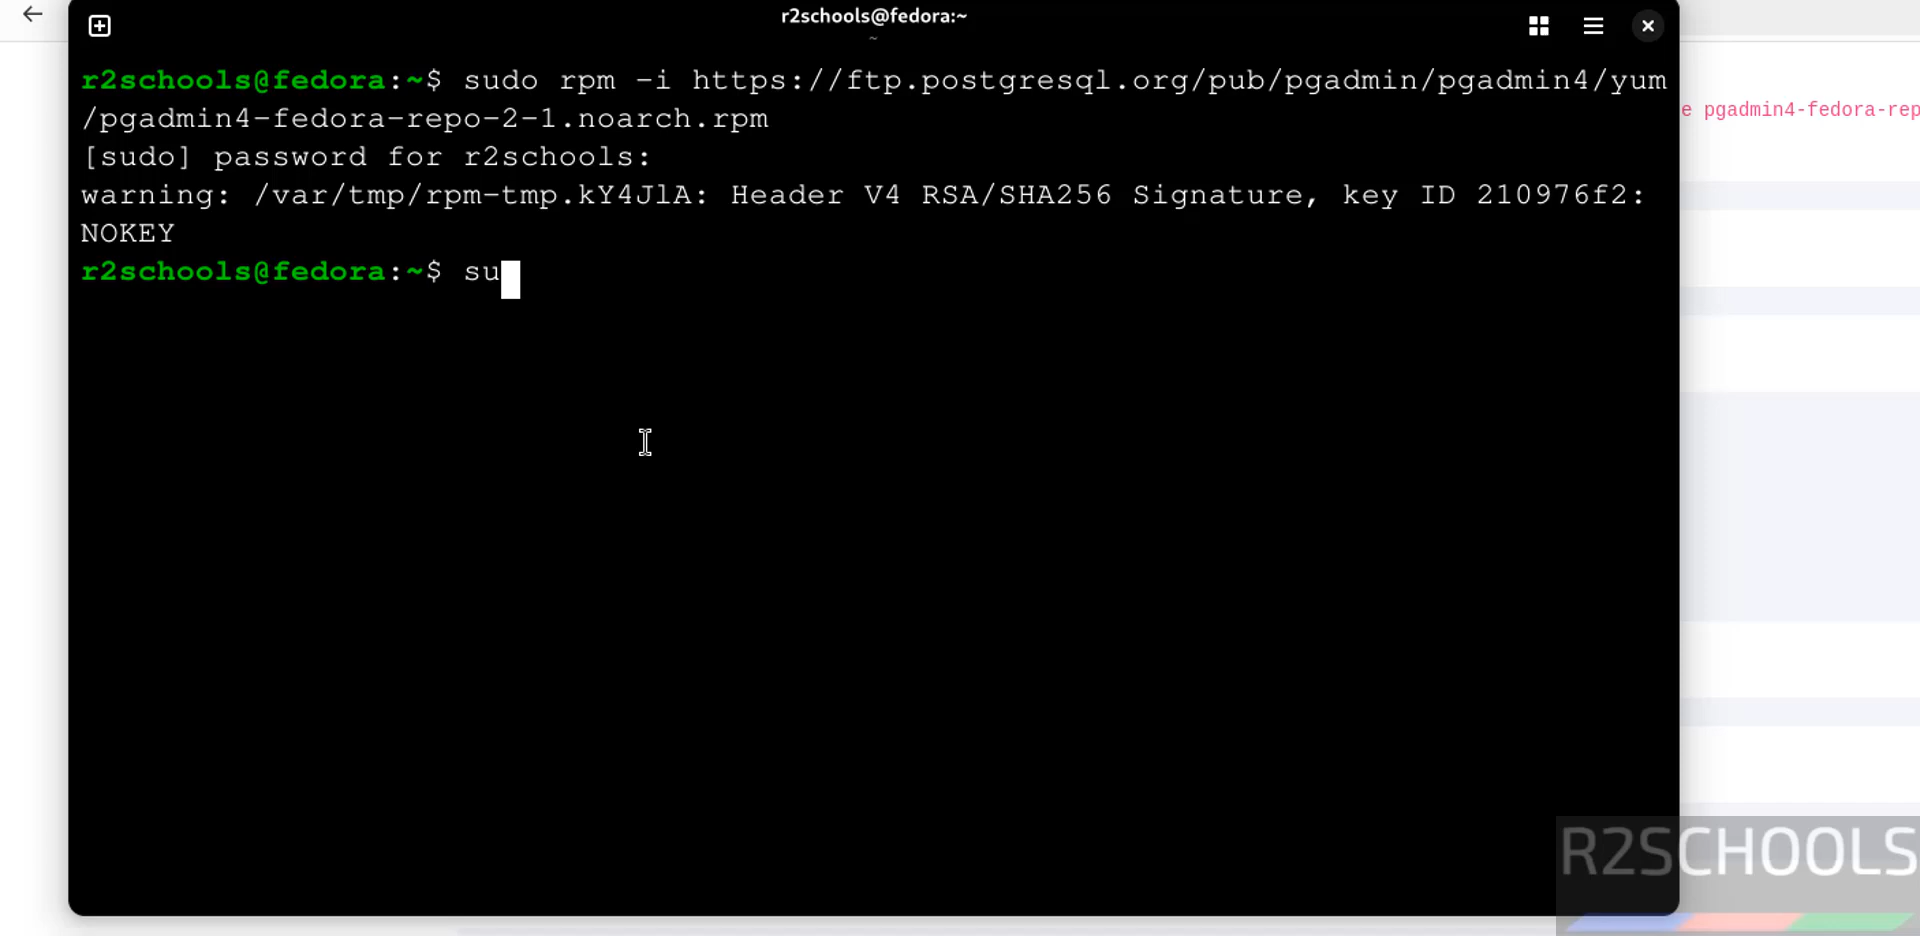 r2schools@fedora:~
~
r2schools@fedora:~$ sudo rpm -i https://ftp.postgresql.org/pub/pgadmin/pgadmin4/yum
/pgadmin4-fedora-repo-2-1.noarch.rpm
e pgadmin4-fedora-rep
[sudo] password for r2schools:
warning: /var/tmp/rpm-tmp.kY4JlA: Header V4 RSA/SHA256 Signature, key ID 210976f2:
NOKEY
r2schools@fedora:~$ su
R2SCHOOLS